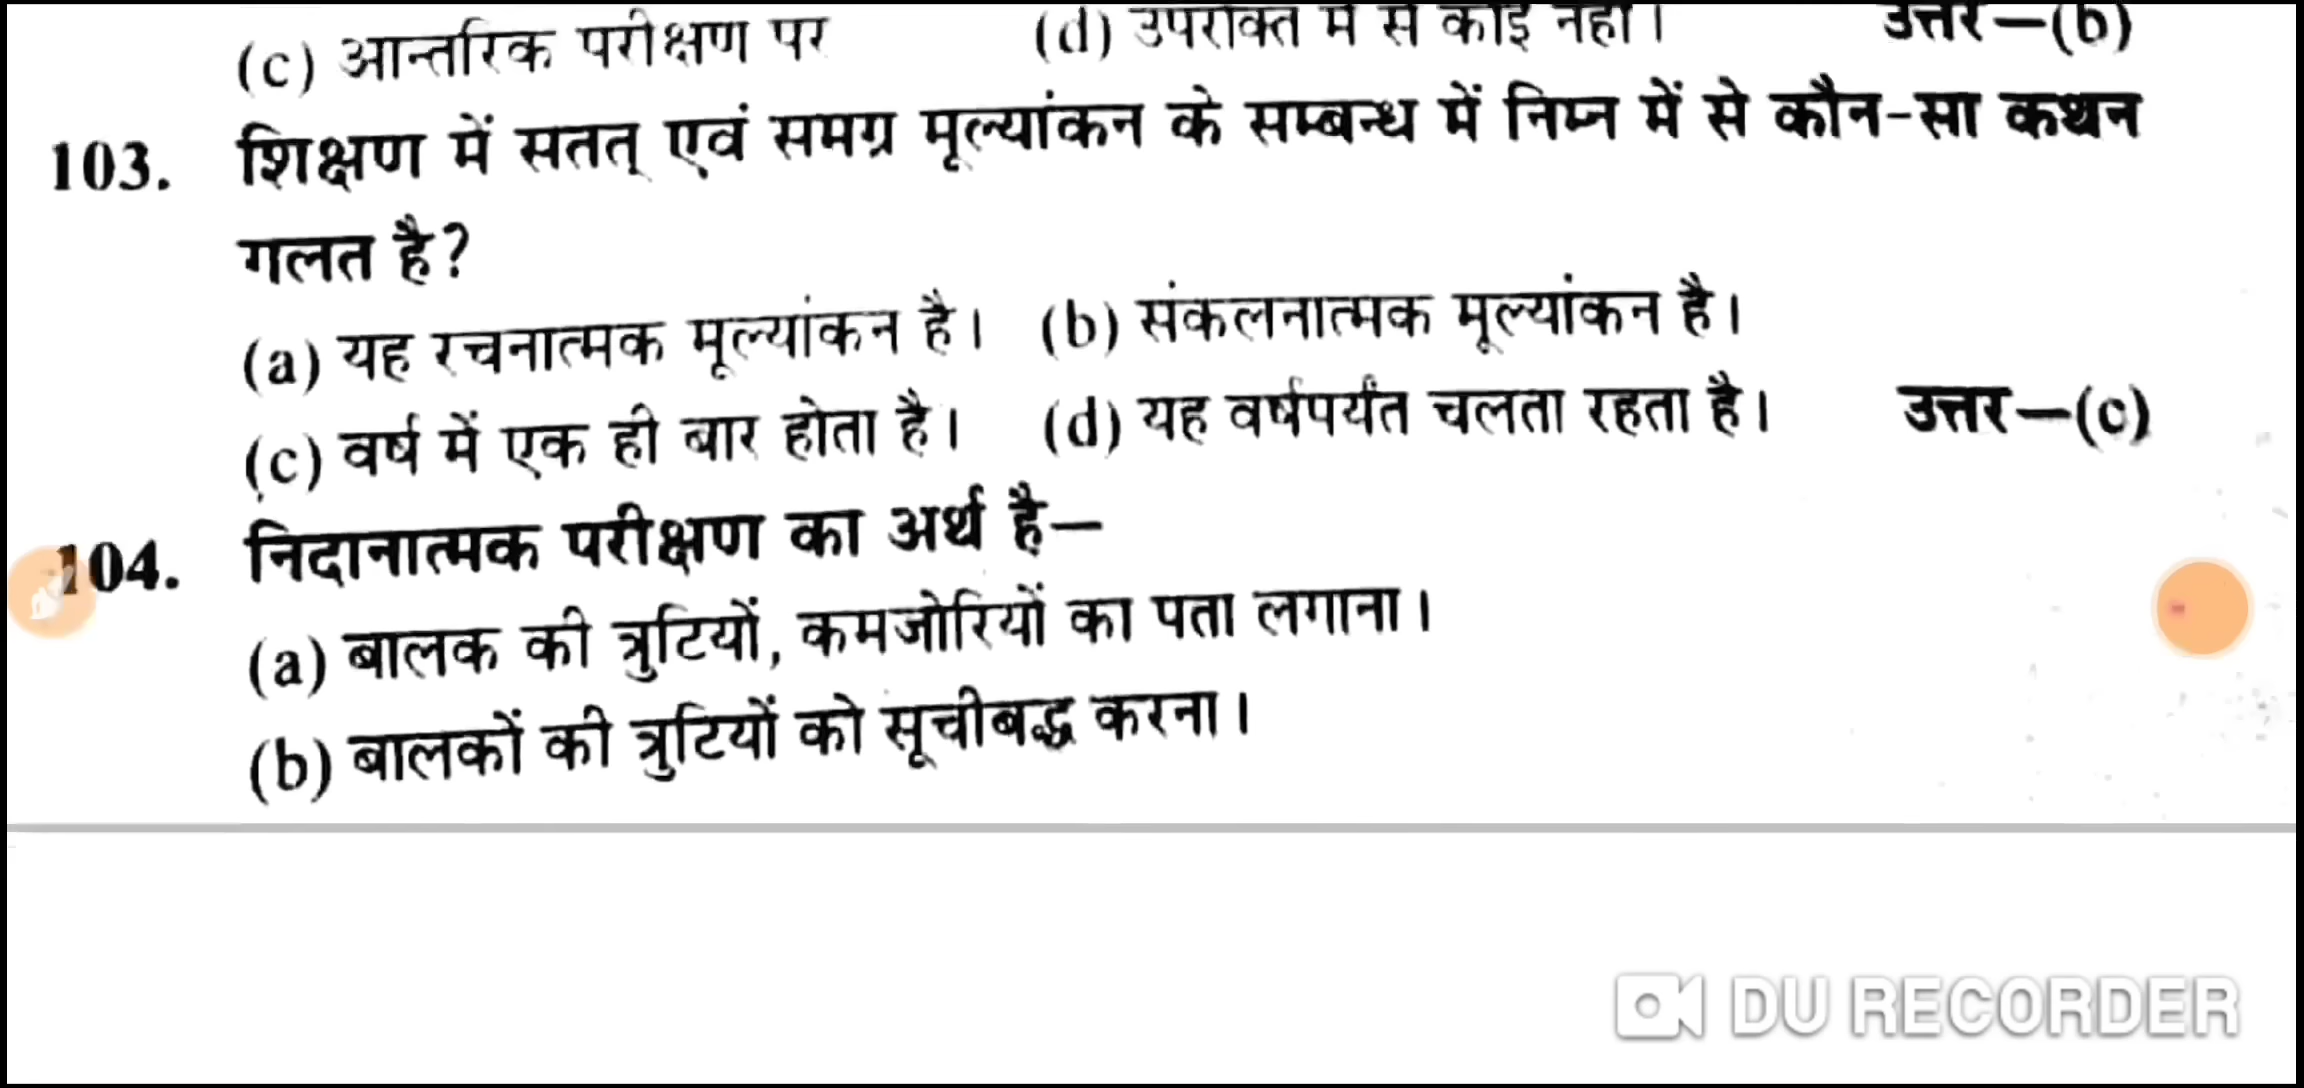 (c) आन्तरिक परीक्षण पर (d) उपरोक्त में से कोई नहीं। उत्तर—(b)
103. शिक्षण में सतत् एवं समग्र मूल्यांकन के सम्बन्ध में निम्न में से कौन-सा कथन
गलत है?
(a) यह रचनात्मक मूल्यांकन है। (b) संकलनात्मक मूल्यांकन है।
(c) वर्ष में एक ही बार होता है। (d) यह वर्षपर्यंत चलता रहता है। उत्तर—(c)
104. निदानात्मक परीक्षण का अर्थ है—
(a) बालक की त्रुटियों, कमजोरियों का पता लगाना।
(b) बालकों की त्रुटियों को सूचीबद्ध करना।
DU RECORDER